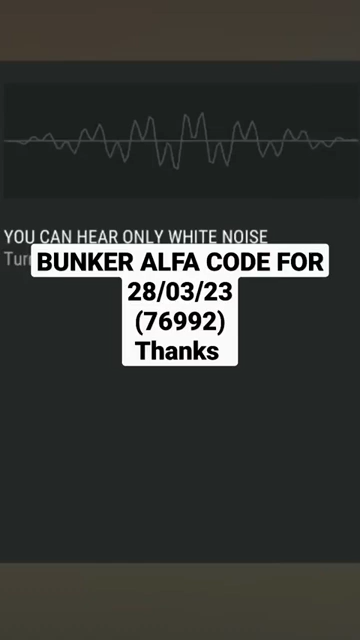 YOU CAN HEAR ONLY WHITE NOISE
BUNKER ALFA CODE FOR
28/03/23
(76992)
Thanks